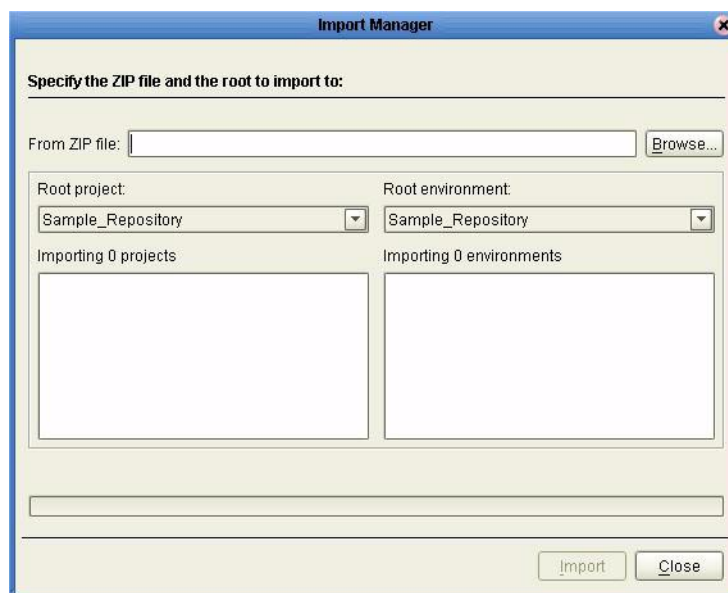 Import Manager
Specify the ZIP file and the root to import to:
From ZIP file:
Browse...
Root project:
Root environment:
Sample_Repository
Sample_Repository
Importing 0 projects
Importing 0 environments
Import
Close